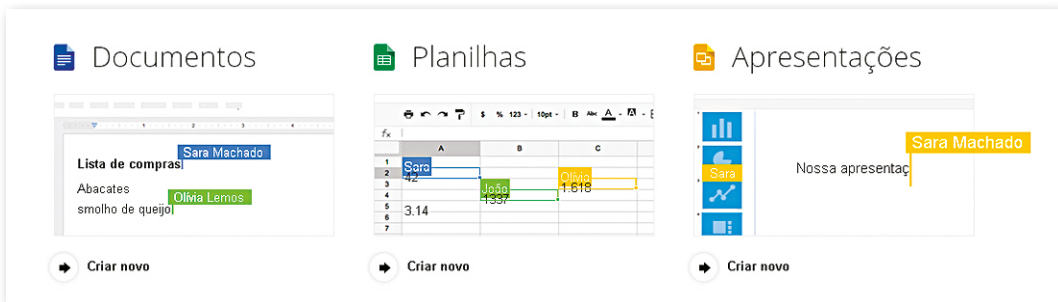 Documentos
Lista de compras
Sara Machado
Abacates
Olívia Lemos
smolho de queijo
Criar novo
Planilhas
$ % 123 - 10pt - B Abc A - A -
fx
A B C
1
Sara
2
42
Olívia
3
João
1.618
4
1337
5
3.14
6
7
Criar novo
Apresentações
Sara Machado
Nossa apresentaç
Sara
Criar novo